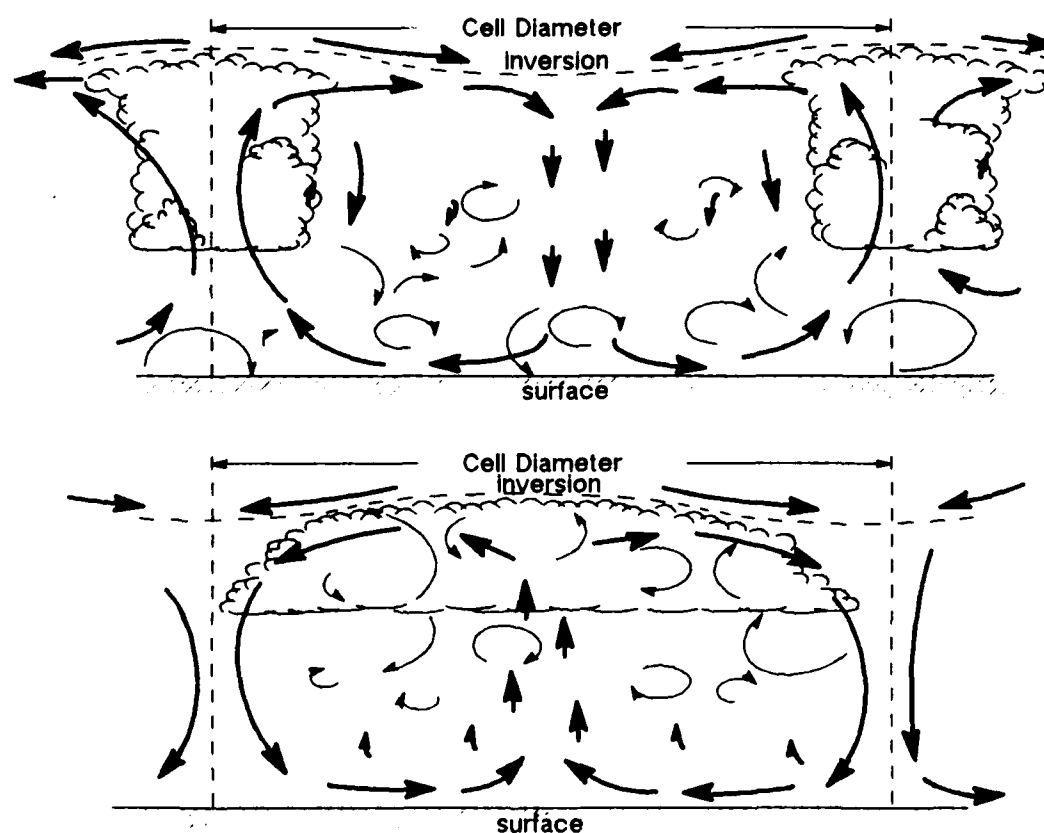 Cell Diameter
inversion
surface
Cell Diameter
inversion
surface